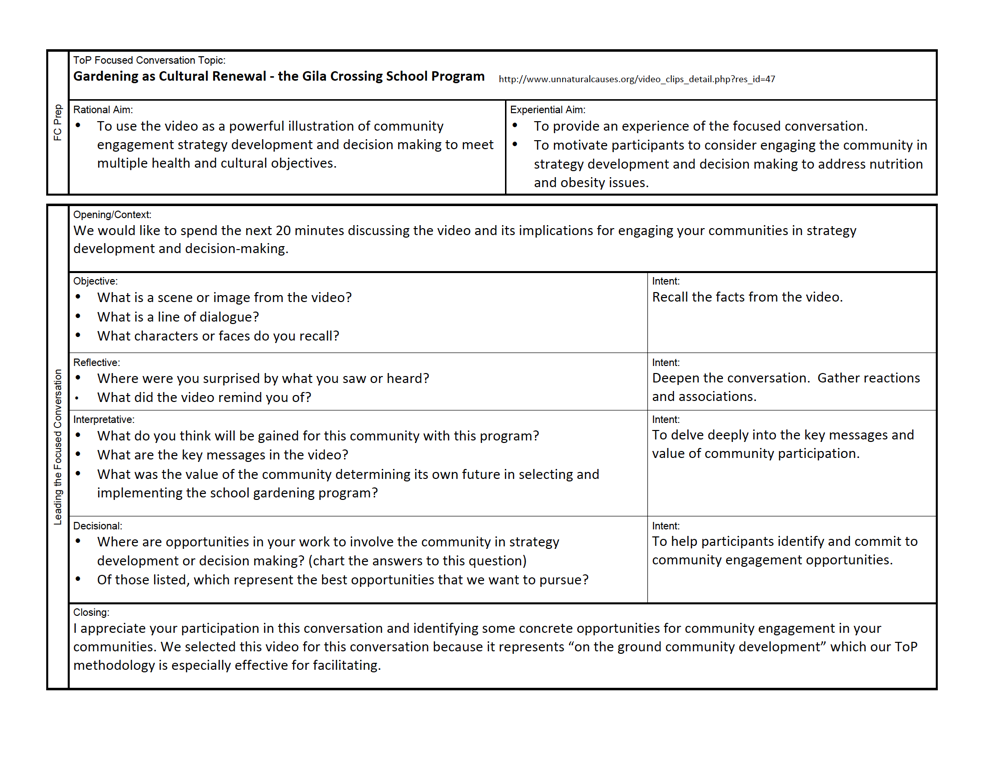 ToP Focused Conversation Topic:
Gardening as Cultural Renewal - the Gila Crossing School Program http://www.unnaturalcauses.org/video_clips_detail.php?res_id=47
FC Prep
Rational Aim:
• To use the video as a powerful illustration of community
engagement strategy development and decision making to meet
multiple health and cultural objectives.
Experiential Aim:
• To provide an experience of the focused conversation.
• To motivate participants to consider engaging the community in
strategy development and decision making to address nutrition
and obesity issues.
Leading the Focused Conversation
Opening/Context:
We would like to spend the next 20 minutes discussing the video and its implications for engaging your communities in strategy
development and decision-making.
Objective:
• What is a scene or image from the video?
• What is a line of dialogue?
• What characters or faces do you recall?
Intent:
Recall the facts from the video.
Reflective:
• Where were you surprised by what you saw or heard?
• What did the video remind you of?
Intent:
Deepen the conversation.  Gather reactions
and associations.
Interpretative:
• What do you think will be gained for this community with this program?
• What are the key messages in the video?
• What was the value of the community determining its own future in selecting and
implementing the school gardening program?
Intent:
To delve deeply into the key messages and
value of community participation.
Decisional:
• Where are opportunities in your work to involve the community in strategy
development or decision making? (chart the answers to this question)
• Of those listed, which represent the best opportunities that we want to pursue?
Intent:
To help participants identify and commit to
community engagement opportunities.
Closing:
I appreciate your participation in this conversation and identifying some concrete opportunities for community engagement in your
communities. We selected this video for this conversation because it represents “on the ground community development” which our ToP
methodology is especially effective for facilitating.